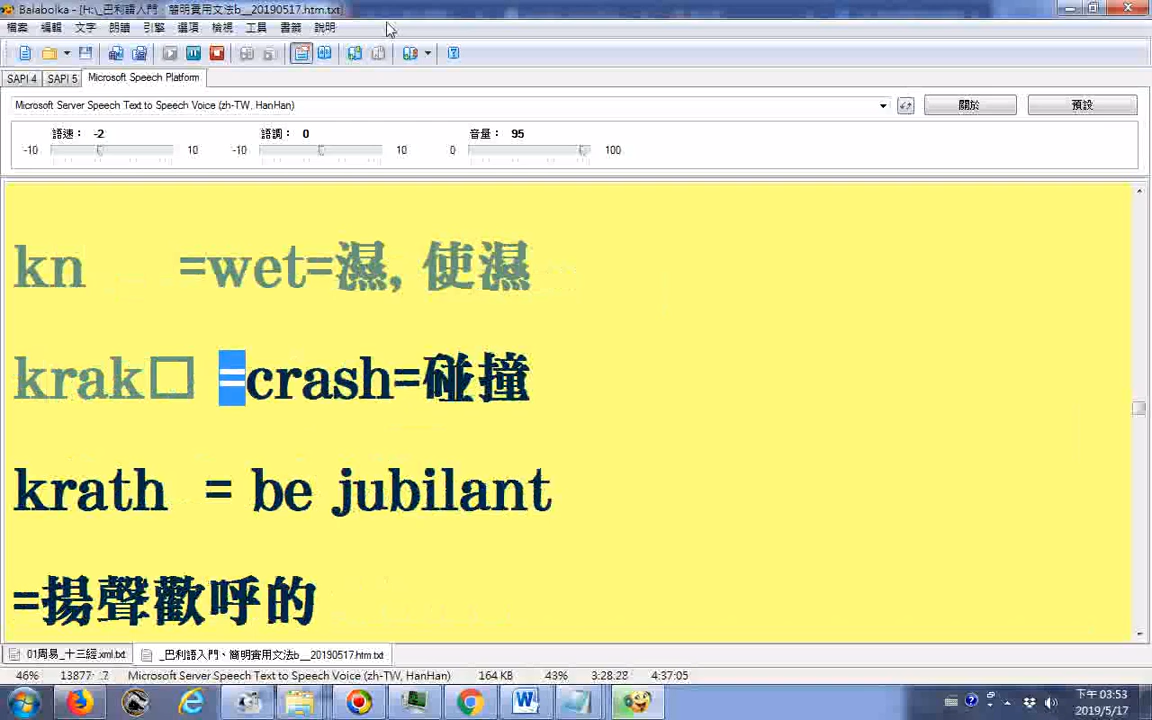 Balabolka - [H:\_巴利語入門、簡明實用文法b__20190517.htm.txt]
檔案 編輯 文字 朗讀 引擎 選項 檢視 工具 書籤 說明
SAPI 4 SAPI 5 Microsoft Speech Platform
Microsoft Server Speech Text to Speech Voice (zh-TW, HanHan) 關於 預設
語速： -2 語調： 0 音量： 95
-10 10 -10 10 0 100
kn =wet=濕, 使濕
krak□ =crash=碰撞
krath = be jubilant
=揚聲歡呼的
01周易_十三經.xml.txt _巴利語入門、簡明實用文法b__20190517.htm.txt
46% Microsoft Server Speech Text to Speech Voice (zh-TW, HanHan) 164 KB 43% 3:28:28 4:37:05
下午 03:53
2019/5/17